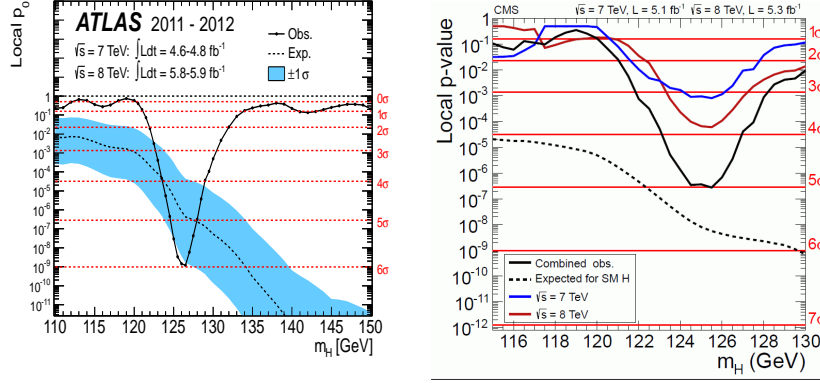 ATLAS 2011 - 2012
√s = 7 TeV: ∫Ldt = 4.6-4.8 fb⁻¹
√s = 8 TeV: ∫Ldt = 5.8-5.9 fb⁻¹
Obs.
Exp.
±1σ
Local p₀
1
10⁻¹
10⁻²
10⁻³
10⁻⁴
10⁻⁵
10⁻⁶
10⁻⁷
10⁻⁸
10⁻⁹
10⁻¹⁰
10⁻¹¹
0σ
1σ
2σ
3σ
4σ
5σ
6σ
110 115 120 125 130 135 140 145 150
m_H [GeV]
CMS √s = 7 TeV, L = 5.1 fb⁻¹ √s = 8 TeV, L = 5.3 fb⁻¹
Local p-value
1
10⁻¹
10⁻²
10⁻³
10⁻⁴
10⁻⁵
10⁻⁶
10⁻⁷
10⁻⁸
10⁻⁹
10⁻¹⁰
10⁻¹¹
10⁻¹²
1σ
2σ
3σ
4σ
5σ
6σ
7σ
Combined obs.
Expected for SM H
√s = 7 TeV
√s = 8 TeV
116 118 120 122 124 126 128 130
m_H (GeV)